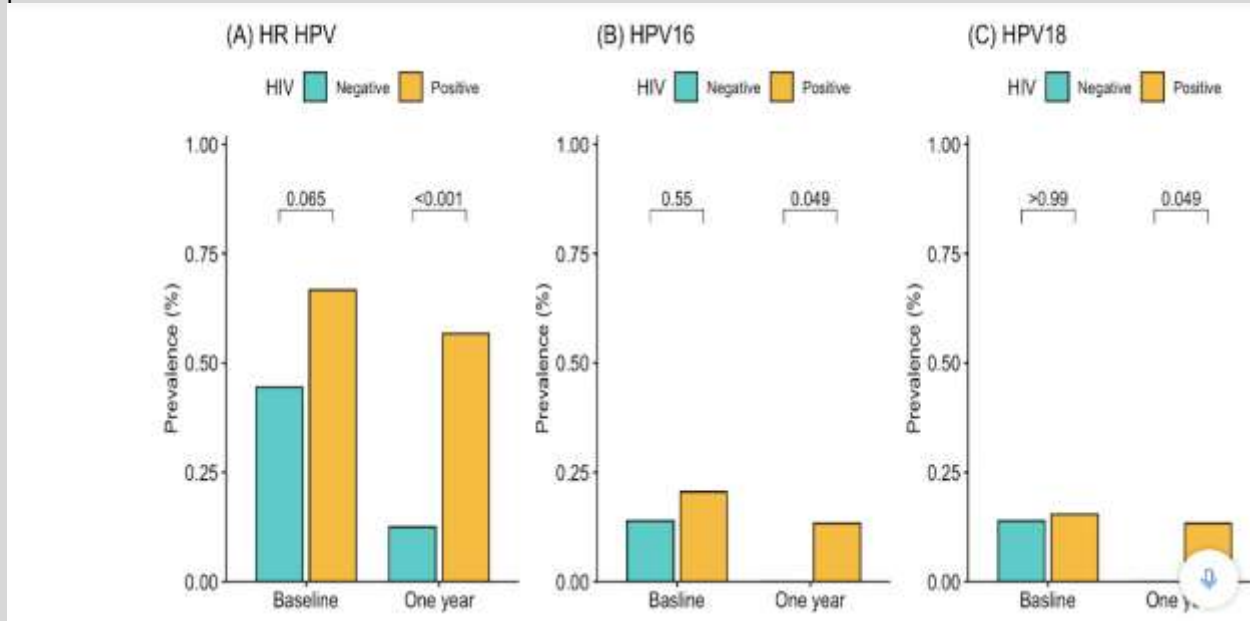 (A) HR HPV
HIV Negative Positive
1.00
0.75
0.50
0.25
0.00
Prevalence (%)
0.065
<0.001
Baseline
One year
(B) HPV16
HIV Negative Positive
1.00
0.75
0.50
0.25
0.00
Prevalence (%)
0.55
0.049
Basline
One year
(C) HPV18
HIV Negative Positive
1.00
0.75
0.50
0.25
0.00
Prevalence (%)
>0.99
0.049
Basline
One